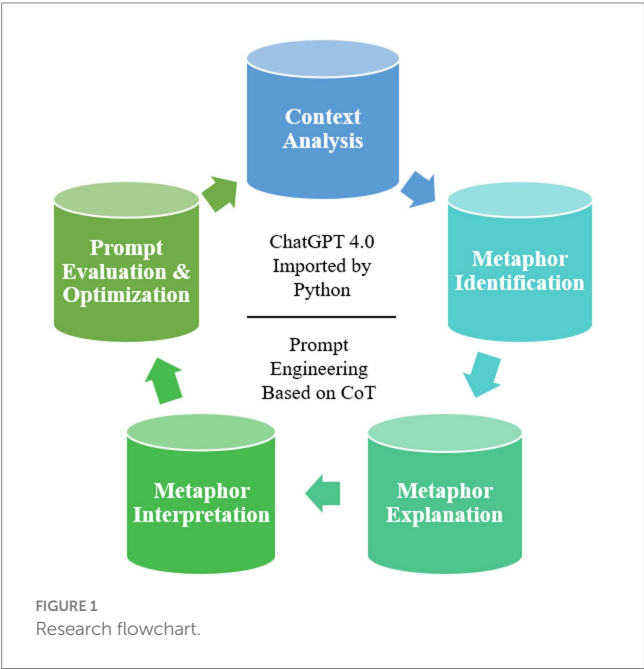 Context
Analysis
Metaphor
Identification
Metaphor
Explanation
Metaphor
Interpretation
Prompt
Evaluation &
Optimization
ChatGPT 4.0
Imported by
Python
Prompt
Engineering
Based on CoT
FIGURE 1
Research flowchart.